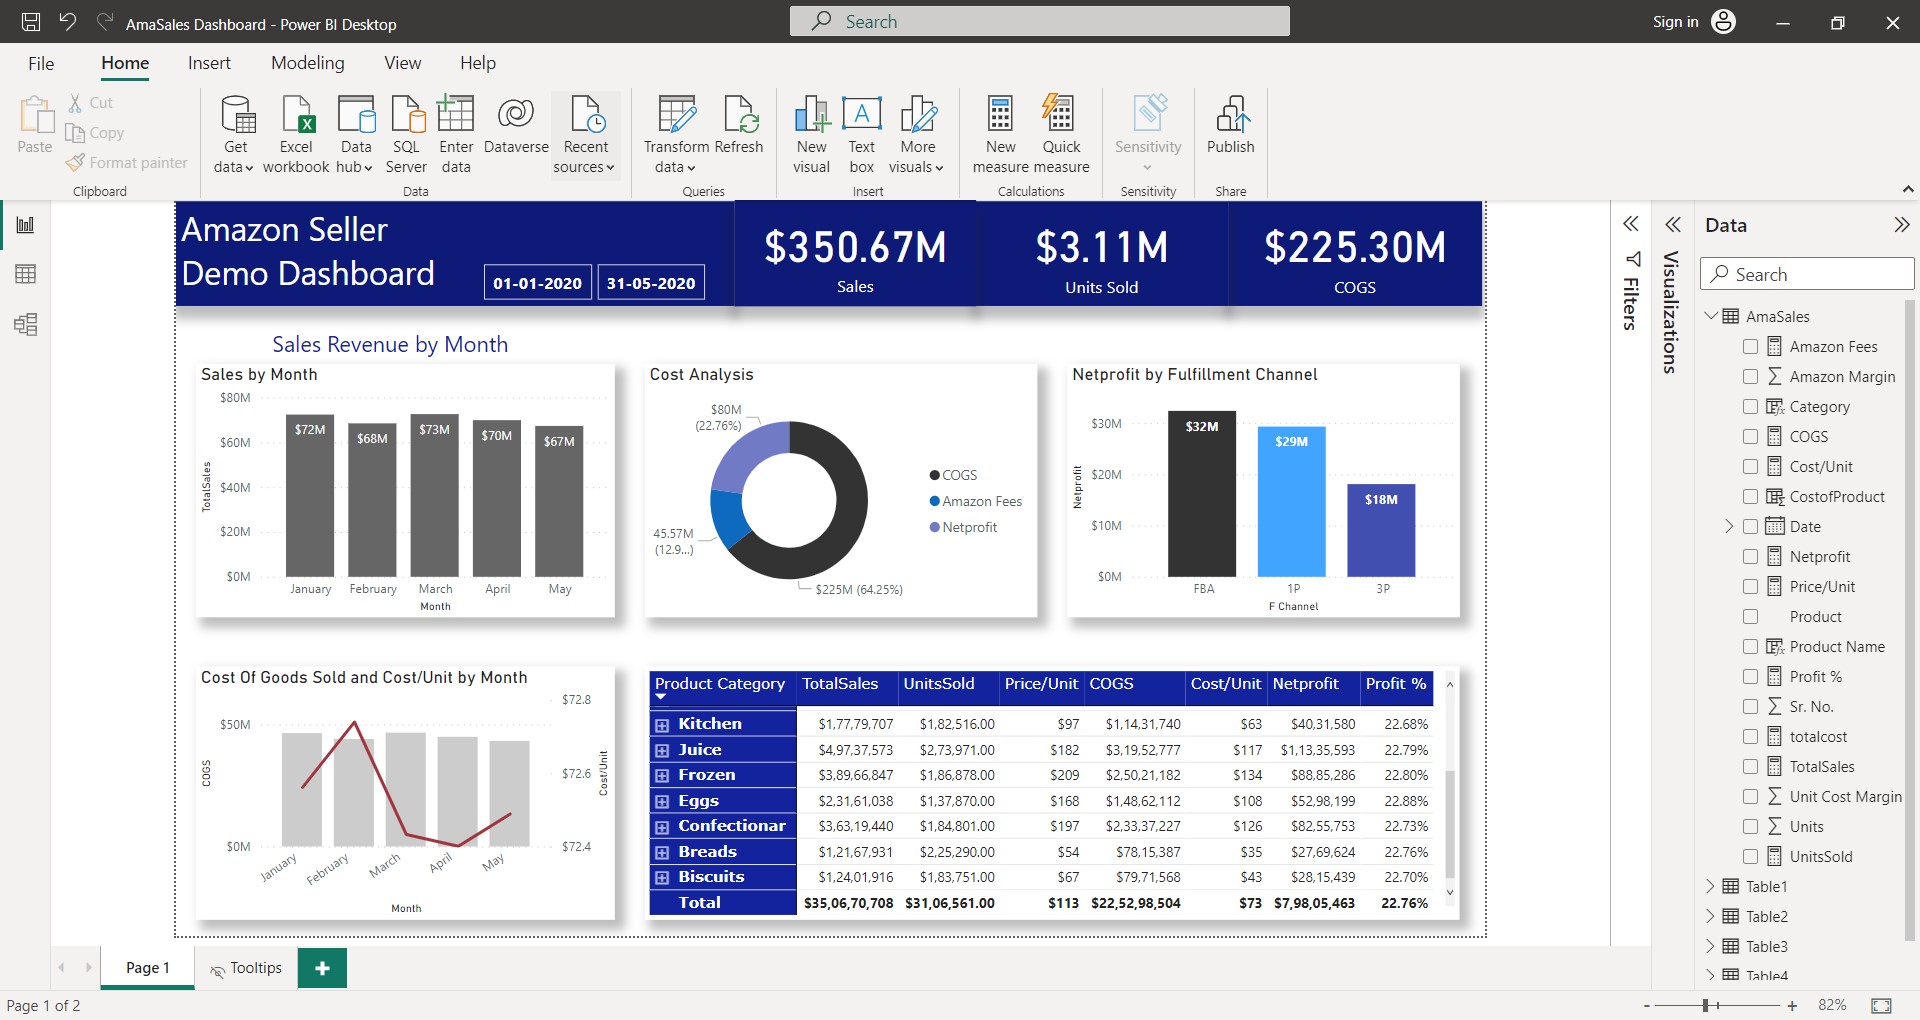 AmaSales Dashboard - Power BI Desktop
Search
Sign in
File
Home
Insert
Modeling
View
Help
Paste
Cut
Copy
Format painter
Clipboard
Get data
Excel workbook
Data hub
SQL Server
Enter data
Dataverse
Recent sources
Data
Transform data
Refresh
Queries
New visual
Text box
More visuals
Insert
New measure
Quick measure
Calculations
Sensitivity
Sensitivity
Publish
Share
Amazon Seller
Demo Dashboard
01-01-2020
31-05-2020
$350.67M
Sales
$3.11M
Units Sold
$225.30M
COGS
Sales Revenue by Month
Sales by Month
TotalSales
$80M
$60M
$40M
$20M
$0M
$72M
$68M
$73M
$70M
$67M
January February March April May
Month
Cost Analysis
$80M
(22.76%)
45.57M
(12.9...)
$225M (64.25%)
COGS
Amazon Fees
Netprofit
Netprofit by Fulfillment Channel
Netprofit
$30M
$20M
$10M
$0M
$32M
$29M
$18M
FBA 1P 3P
F Channel
Cost Of Goods Sold and Cost/Unit by Month
COGS
$50M
$0M
$72.8
$72.6
$72.4
Cost/Unit
January February March April May
Month
Product Category TotalSales UnitsSold Price/Unit COGS Cost/Unit Netprofit Profit %
Kitchen $1,77,79,707 $1,82,516.00 $97 $1,14,31,740 $63 $40,31,580 22.68%
Juice $4,97,37,573 $2,73,971.00 $182 $3,19,52,777 $117 $1,13,35,593 22.79%
Frozen $3,89,66,847 $1,86,878.00 $209 $2,50,21,182 $134 $88,85,286 22.80%
Eggs $2,31,61,038 $1,37,870.00 $168 $1,48,62,112 $108 $52,98,199 22.88%
Confectionar $3,63,19,440 $1,84,801.00 $197 $2,33,37,227 $126 $82,55,753 22.73%
Breads $1,21,67,931 $2,25,290.00 $54 $78,15,387 $35 $27,69,624 22.76%
Biscuits $1,24,01,916 $1,83,751.00 $67 $79,71,568 $43 $28,15,439 22.70%
Total $35,06,70,708 $31,06,561.00 $113 $22,52,98,504 $73 $7,98,05,463 22.76%
Filters
Visualizations
Data
Search
AmaSales
Amazon Fees
Amazon Margin
Category
COGS
Cost/Unit
CostofProduct
Date
Netprofit
Price/Unit
Product
Product Name
Profit %
Sr. No.
totalcost
TotalSales
Unit Cost Margin
Units
UnitsSold
Table1
Table2
Table3
Table4
Page 1
Tooltips
Page 1 of 2
82%